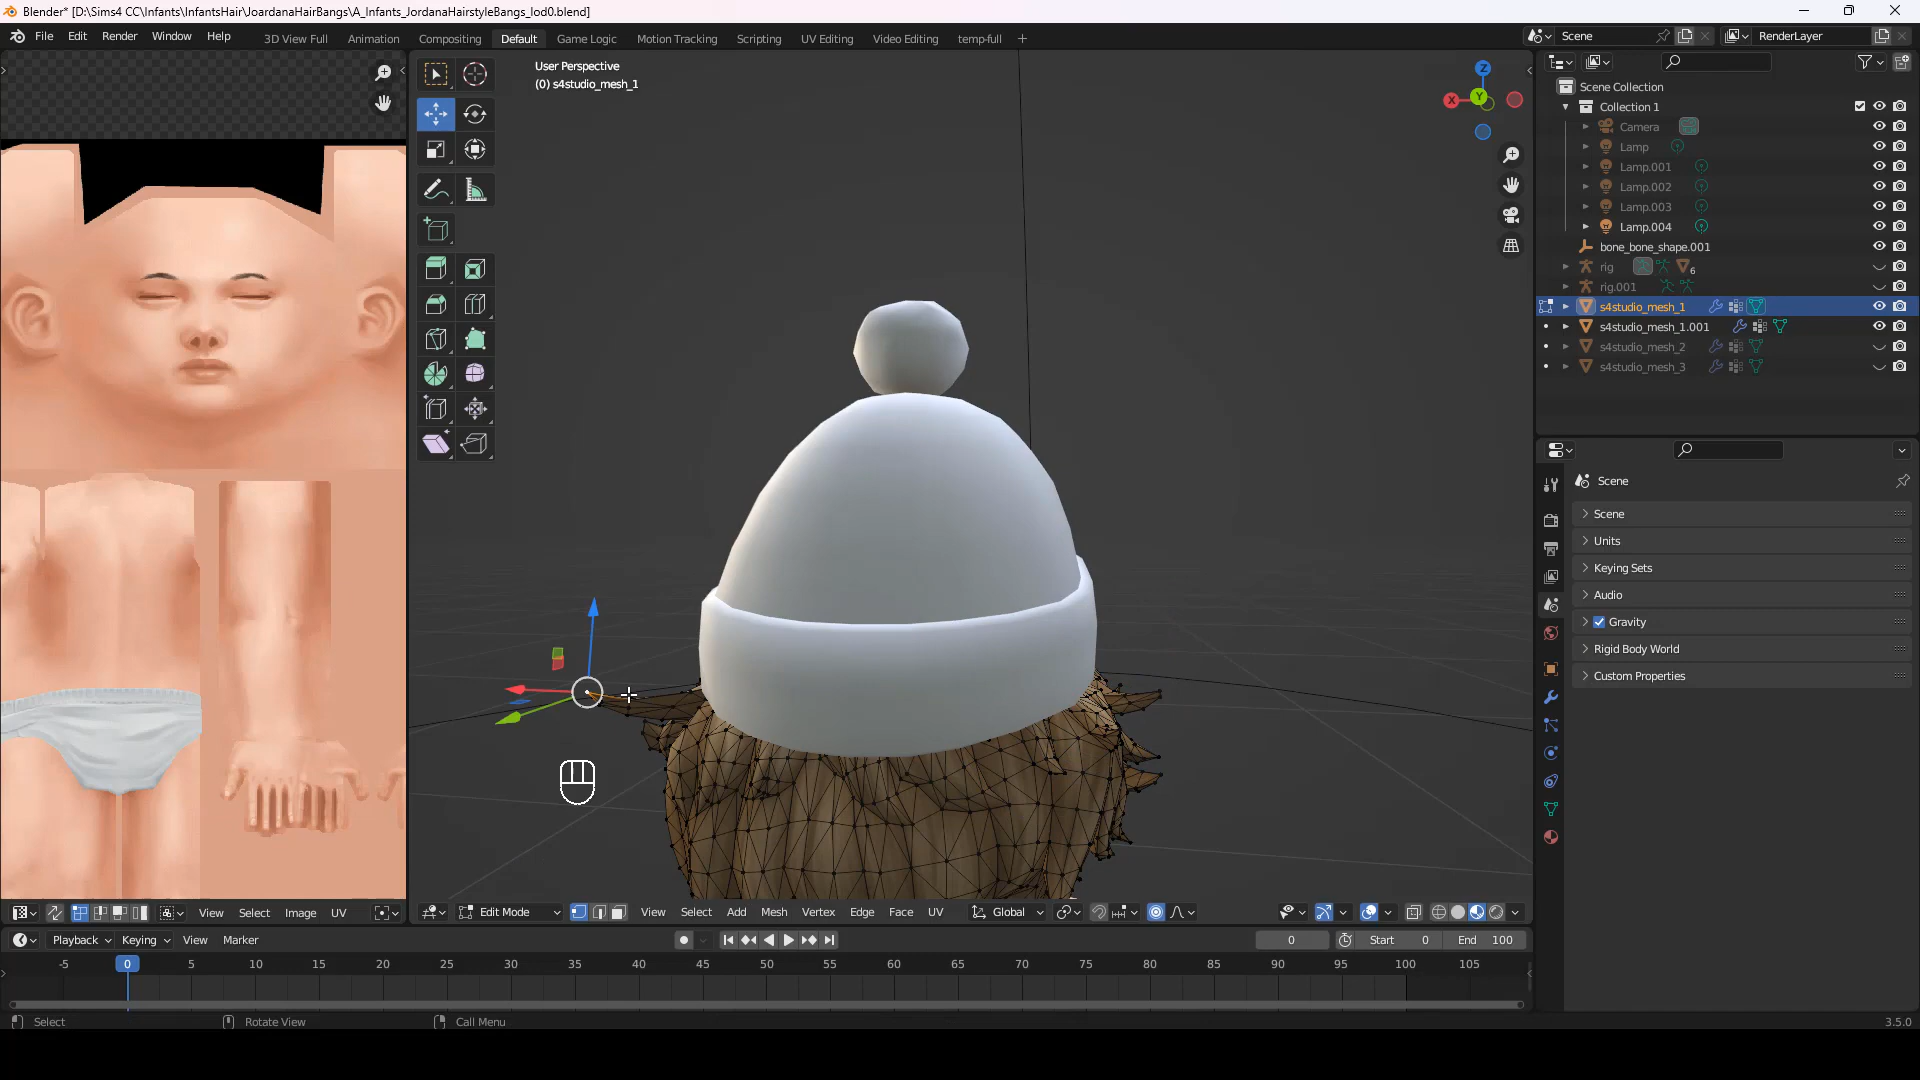 Blender* [D:\Sims4 CC\Infants\InfantsHair\JoardanaHairBangs\A_Infants_JordanaHairstyleBangs_lod0.blend]
File Edit Render Window Help 3D View Full Animation Compositing Default Game Logic Motion Tracking Scripting UV Editing Video Editing temp-full + Scene RenderLayer
User Perspective
(0) s4studio_mesh_1
Z
Y
X
Scene Collection
Collection 1
Camera
Lamp
Lamp.001
Lamp.002
Lamp.003
Lamp.004
bone_bone_shape.001
rig 6
rig.001
s4studio_mesh_1
s4studio_mesh_1.001
s4studio_mesh_2
s4studio_mesh_3
Scene
Scene
Units
Keying Sets
Audio
Gravity
Rigid Body World
Custom Properties
View Select Image UV
Edit Mode View Select Add Mesh Vertex Edge Face UV Global
Playback Keying View Marker 0 Start 0 End 100
-5 0 5 10 15 20 25 30 35 40 45 50 55 60 65 70 75 80 85 90 95 100 105
Select Rotate View Call Menu 3.5.0